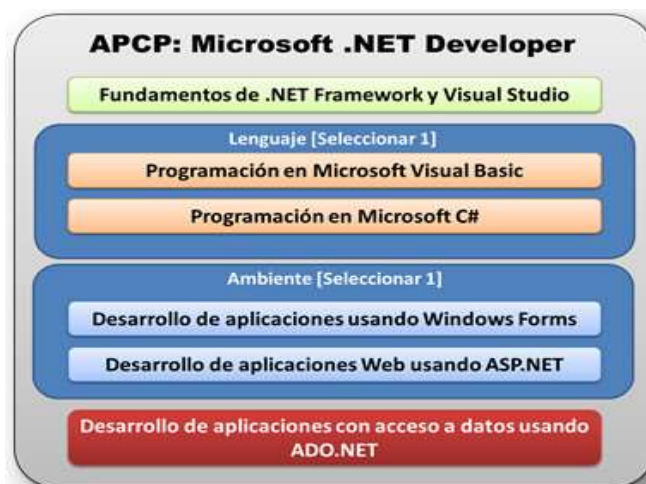 APCP: Microsoft .NET Developer
Fundamentos de .NET Framework y Visual Studio
Lenguaje [Seleccionar 1]
Programación en Microsoft Visual Basic
Programación en Microsoft C#
Ambiente [Seleccionar 1]
Desarrollo de aplicaciones usando Windows Forms
Desarrollo de aplicaciones Web usando ASP.NET
Desarrollo de aplicaciones con acceso a datos usando
ADO.NET